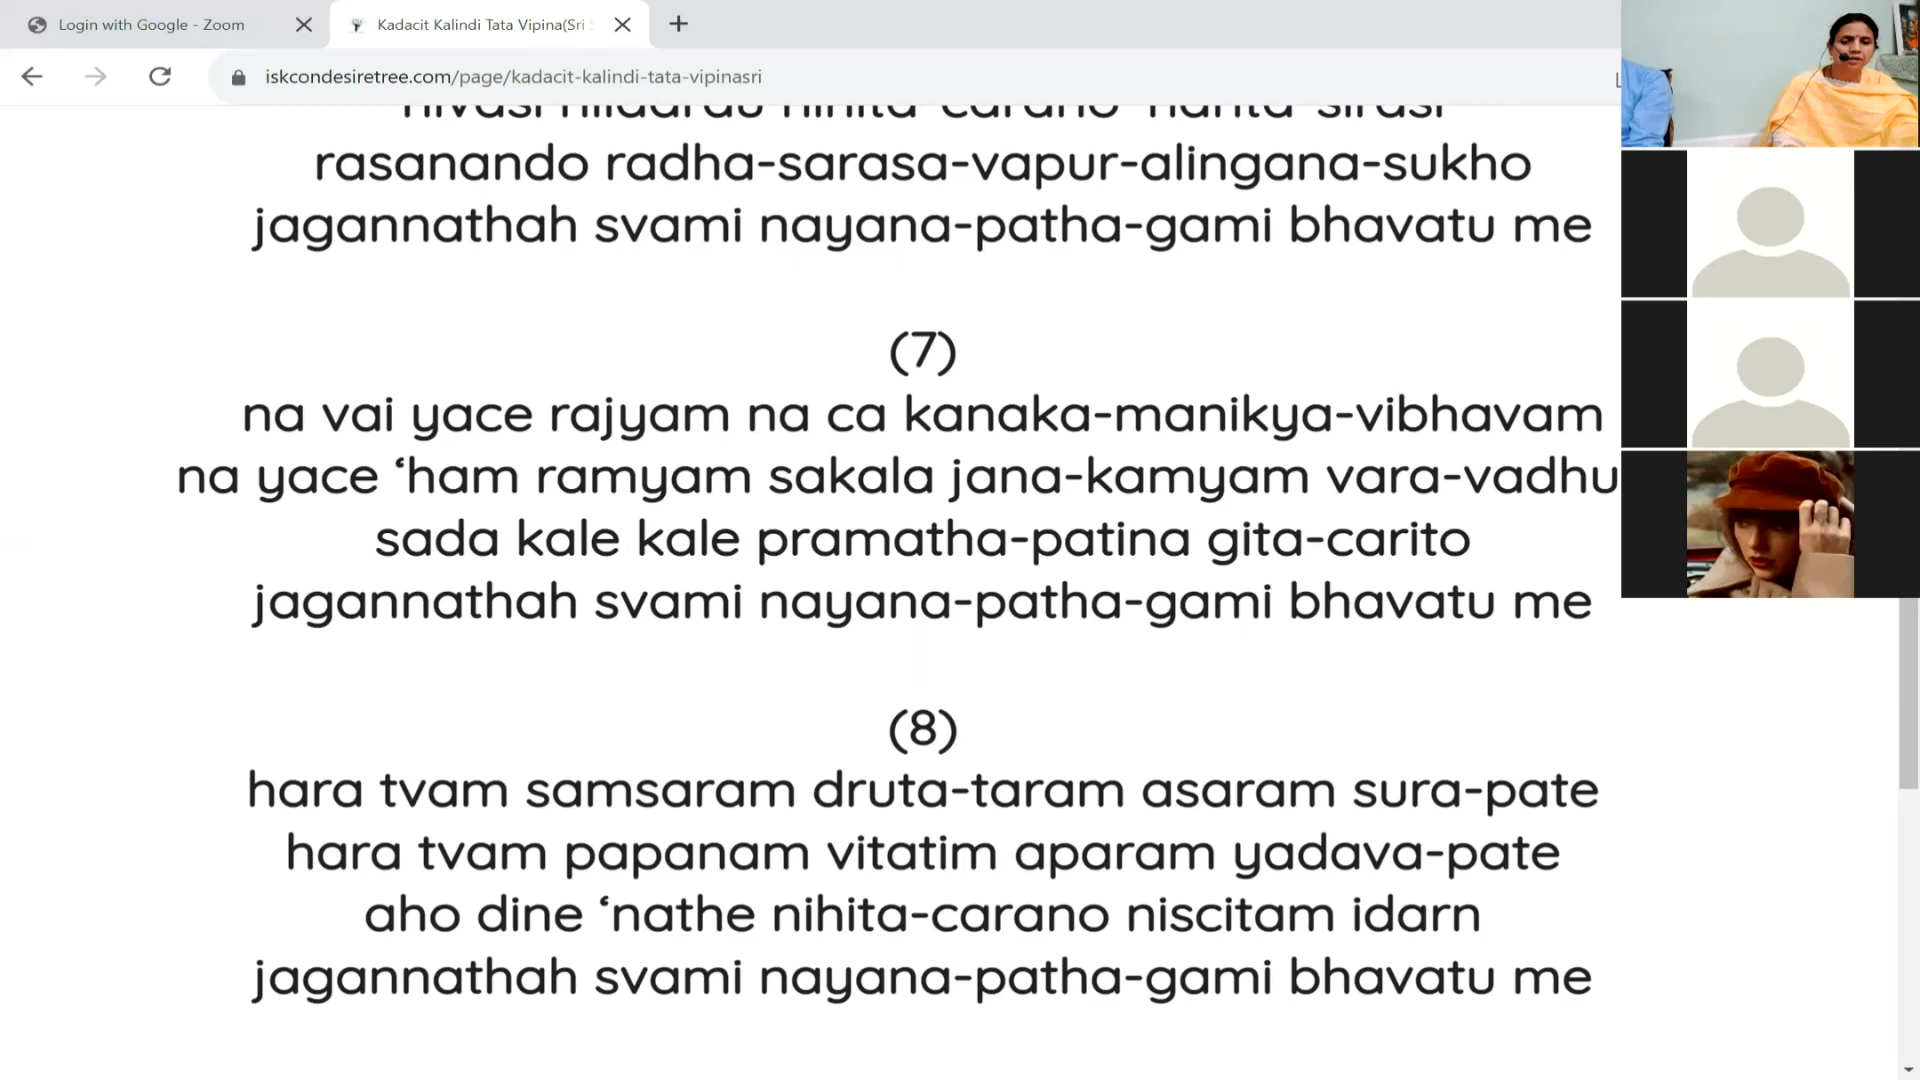 Login with Google - Zoom
Kadacit Kalindi Tata Vipina(Sri
iskcondesiretree.com/page/kadacit-kalindi-tata-vipinasri
rasanando radha-sarasa-vapur-alingana-sukho
jagannathah svami nayana-patha-gami bhavatu me
(7)
na vai yace rajyam na ca kanaka-manikya-vibhavam
na yace ‘ham ramyam sakala jana-kamyam vara-vadhu
sada kale kale pramatha-patina gita-carito
jagannathah svami nayana-patha-gami bhavatu me
(8)
hara tvam samsaram druta-taram asaram sura-pate
hara tvam papanam vitatim aparam yadava-pate
aho dine ‘nathe nihita-carano niscitam idarn
jagannathah svami nayana-patha-gami bhavatu me